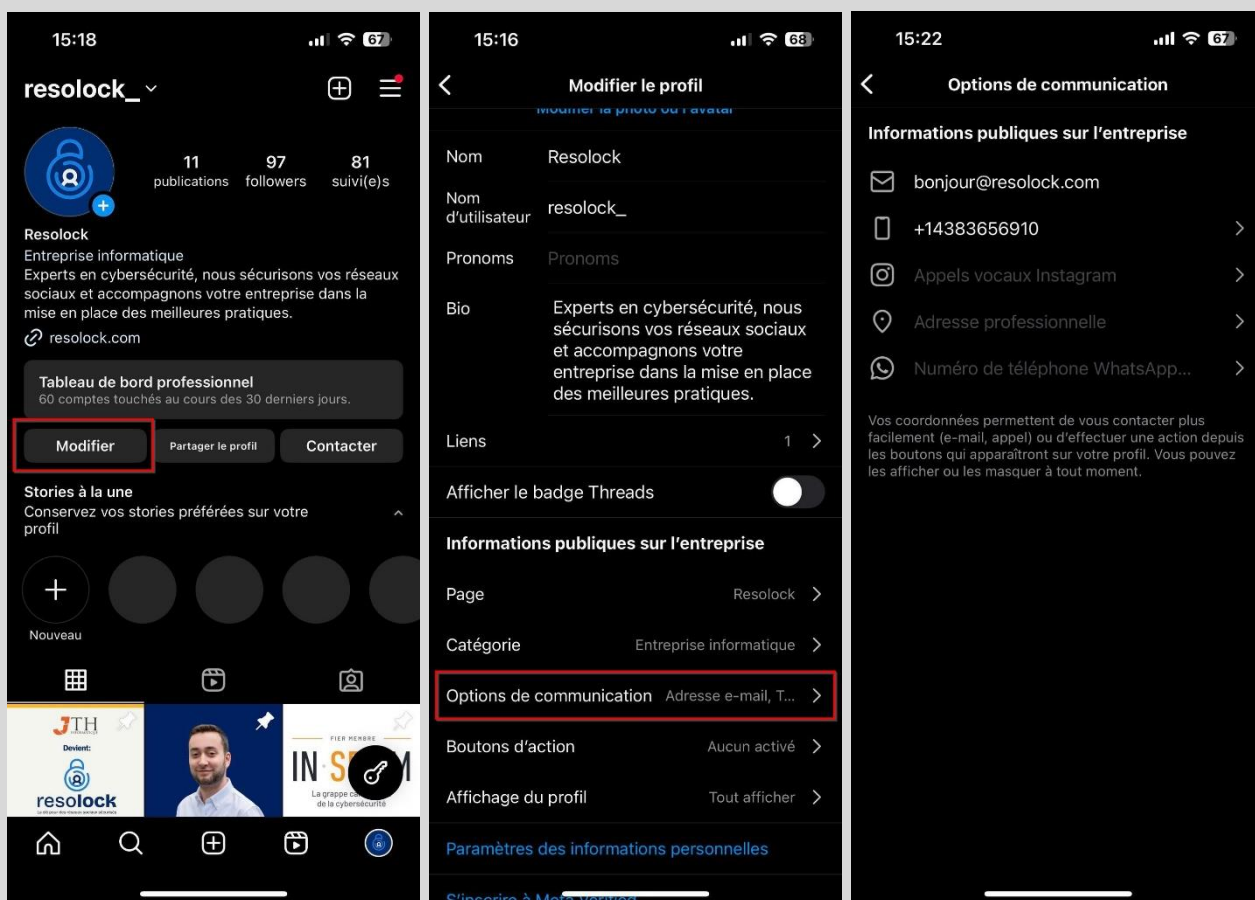 15:18
67
resolock_
11
97
81
publications
followers
suivi(e)s
Resolock
Entreprise informatique
Experts en cybersécurité, nous sécurisons vos réseaux
sociaux et accompagnons votre entreprise dans la
mise en place des meilleures pratiques.
resolock.com
Tableau de bord professionnel
60 comptes touchés au cours des 30 derniers jours.
Modifier
Partager le profil
Contacter
Stories à la une
Conservez vos stories préférées sur votre
profil
Nouveau
JTH
Devient:
resolock
FIER MEMBRE
IN S M
La grappe
de la cybersécurité
15:16
68
Modifier le profil
Modifier la photo ou l'avatar
Nom
Resolock
Nom
d'utilisateur
resolock_
Pronoms
Pronoms
Bio
Experts en cybersécurité, nous
sécurisons vos réseaux sociaux
et accompagnons votre
entreprise dans la mise en place
des meilleures pratiques.
Liens
1
Afficher le badge Threads
Informations publiques sur l'entreprise
Page
Resolock
Catégorie
Entreprise informatique
Options de communication
Adresse e-mail, T...
Boutons d'action
Aucun activé
Affichage du profil
Tout afficher
Paramètres des informations personnelles
S'inscrire à Meta Verified
15:22
67
Options de communication
Informations publiques sur l'entreprise
bonjour@resolock.com
+14383656910
Appels vocaux Instagram
Adresse professionnelle
Numéro de téléphone WhatsApp...
Vos coordonnées permettent de vous contacter plus
facilement (e-mail, appel) ou d'effectuer une action depuis
les boutons qui apparaîtront sur votre profil. Vous pouvez
les afficher ou les masquer à tout moment.